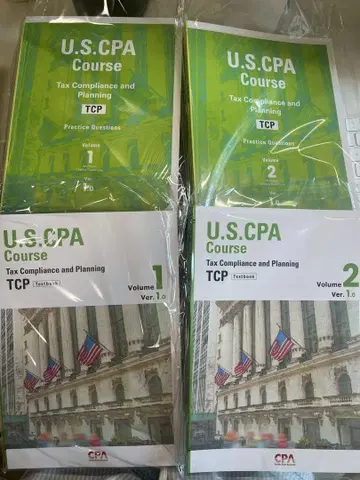 U.S.CPA
Course
Tax Compliance and
Planning
TCP
Practice Questions
Volume
1
U.S.CPA
Course
Tax Compliance and
Planning
TCP
Practice Questions
Volume
2
U.S.CPA
Course
Tax Compliance and Planning
TCP Textbook
Volume 1
Ver. 1.0
CPA
U.S.CPA
Course
Tax Compliance and Planning
TCP Textbook
Volume 2
Ver. 1.0
CPA